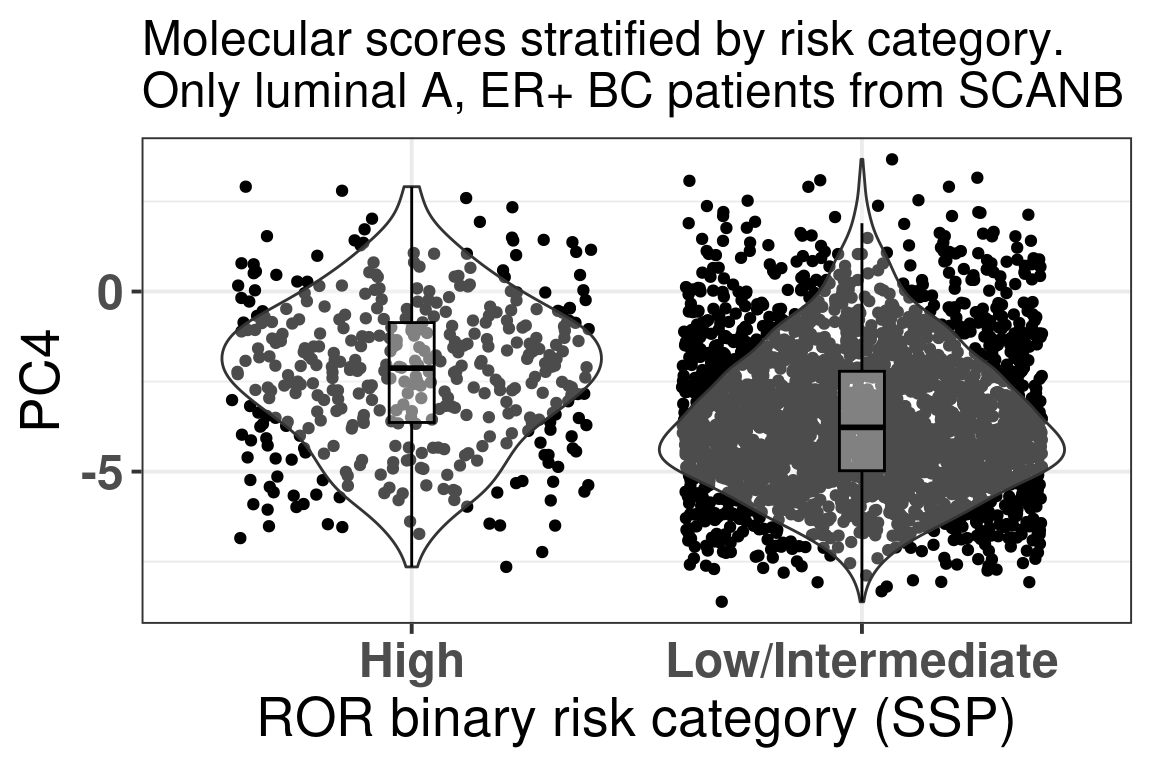 Molecular scores stratified by risk category.
Only luminal A, ER+ BC patients from SCANB
PC4
0
-5
High Low/Intermediate
ROR binary risk category (SSP)